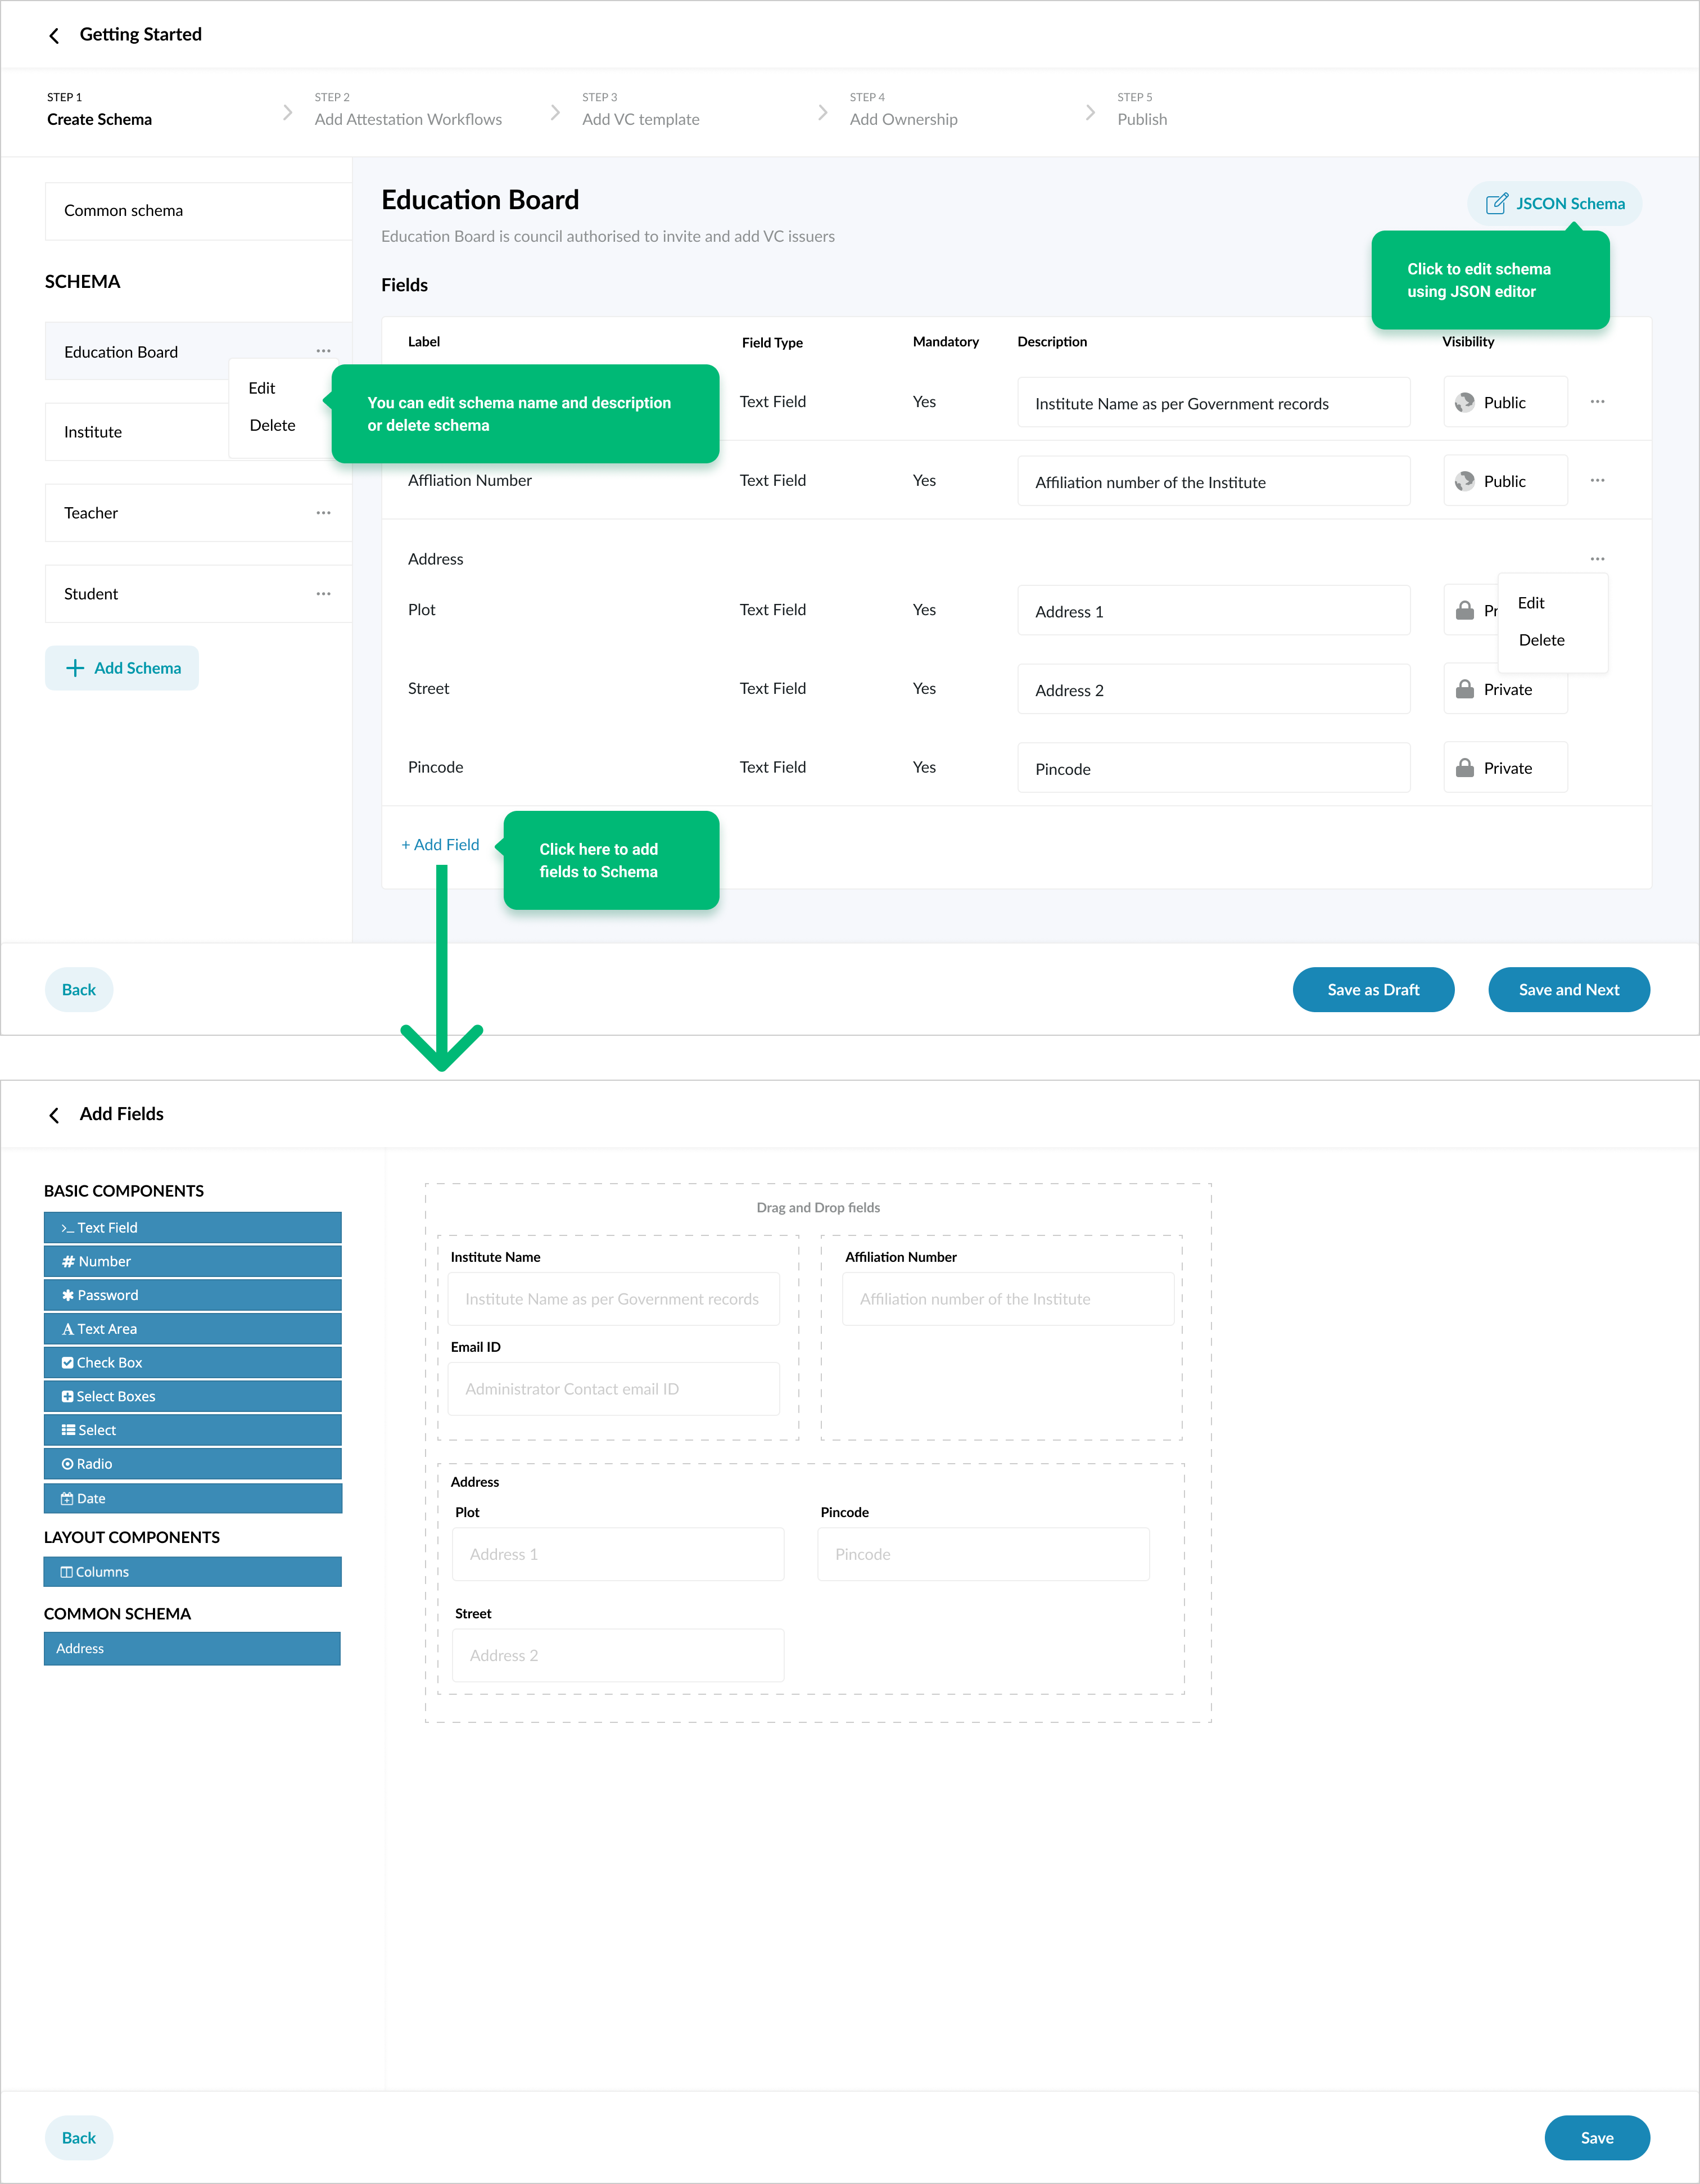 Getting Started
STEP 1
Create Schema
STEP 2
Add Attestation Workflows
STEP 3
Add VC template
STEP 4
Add Ownership
STEP 5
Publish
Common schema
SCHEMA
Education Board
Edit
Delete
Institute
Teacher
Student
Add Schema
Education Board
Education Board is council authorised to invite and add VC issuers
JSCON Schema
Click to edit schema
using JSON editor
Fields
Label Field Type Mandatory Description Visibility
You can edit schema name and description
or delete schema
Text Field Yes Institute Name as per Government records Public
Affliation Number Text Field Yes Affiliation number of the Institute Public
Address
Plot Text Field Yes Address 1
Edit
Delete
Street Text Field Yes Address 2 Private
Pincode Text Field Yes Pincode Private
+ Add Field
Click here to add
fields to Schema
Back
Save as Draft
Save and Next
Add Fields
BASIC COMPONENTS
Text Field
Number
Password
Text Area
Check Box
Select Boxes
Select
Radio
Date
LAYOUT COMPONENTS
Columns
COMMON SCHEMA
Address
Drag and Drop fields
Institute Name
Institute Name as per Government records
Affiliation Number
Affiliation number of the Institute
Email ID
Administrator Contact email ID
Address
Plot
Address 1
Pincode
Pincode
Street
Address 2
Back
Save